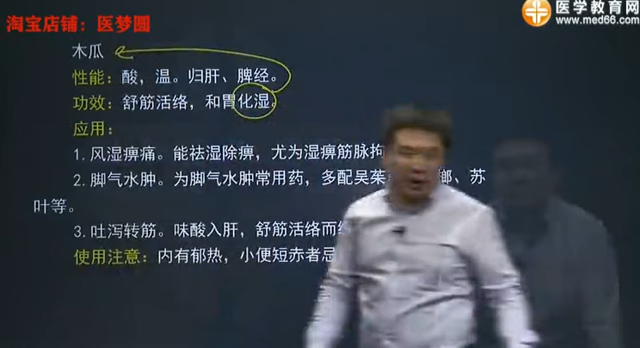 淘宝店铺：医梦圆
医学教育网
www.med66.com
木瓜
性能：酸，温。归肝、脾经。
功效：舒筋活络，和胃化湿。
应用：
1.风湿痹痛。能祛湿除痹，尤为湿痹筋脉拘
2.脚气水肿。为脚气水肿常用药，多配吴茱 榔、苏
叶等。
3.吐泻转筋。味酸入肝，舒筋活络而
使用注意：内有郁热，小便短赤者忌